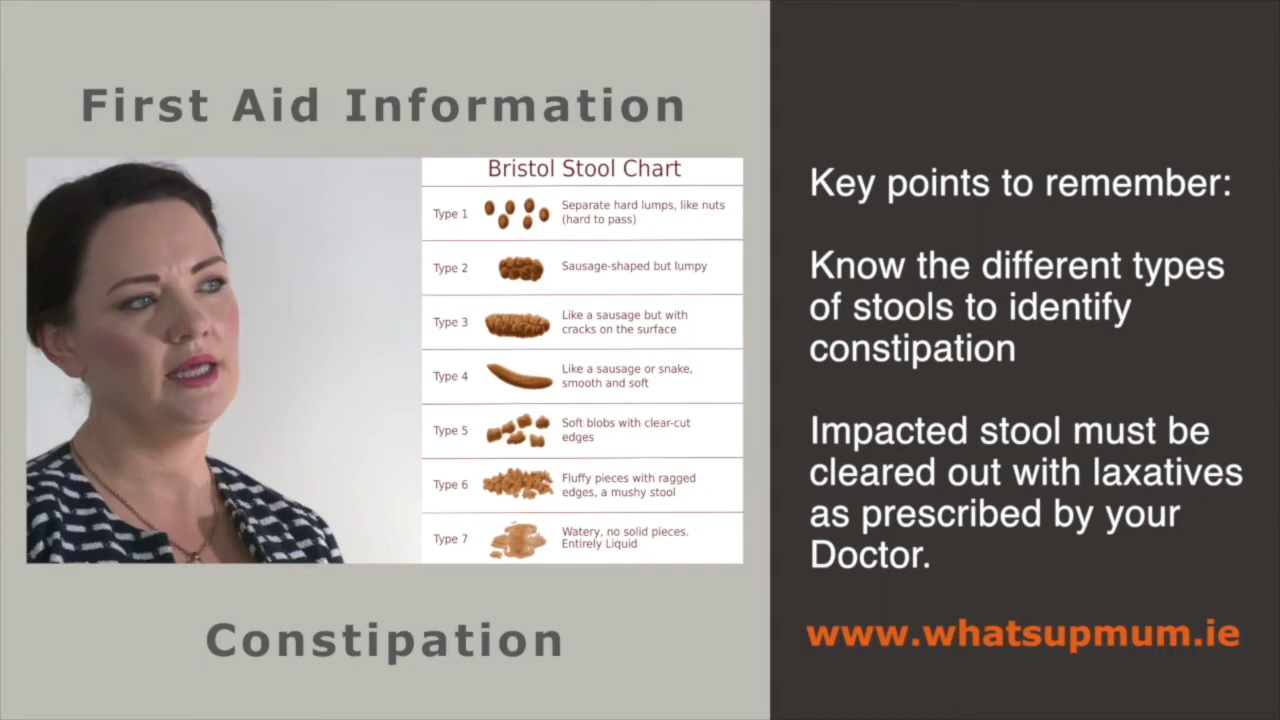 First Aid Information
Bristol Stool Chart
Type 1
Separate hard lumps, like nuts
(hard to pass)
Type 2
Sausage-shaped but lumpy
Type 3
Like a sausage but with
cracks on the surface
Type 4
Like a sausage or snake,
smooth and soft
Type 5
Soft blobs with clear-cut
edges
Type 6
Fluffy pieces with ragged
edges, a mushy stool
Type 7
Watery, no solid pieces.
Entirely Liquid
Constipation
Key points to remember:
Know the different types
of stools to identify
constipation
Impacted stool must be
cleared out with laxatives
as prescribed by your
Doctor.
www.whatsupmum.ie